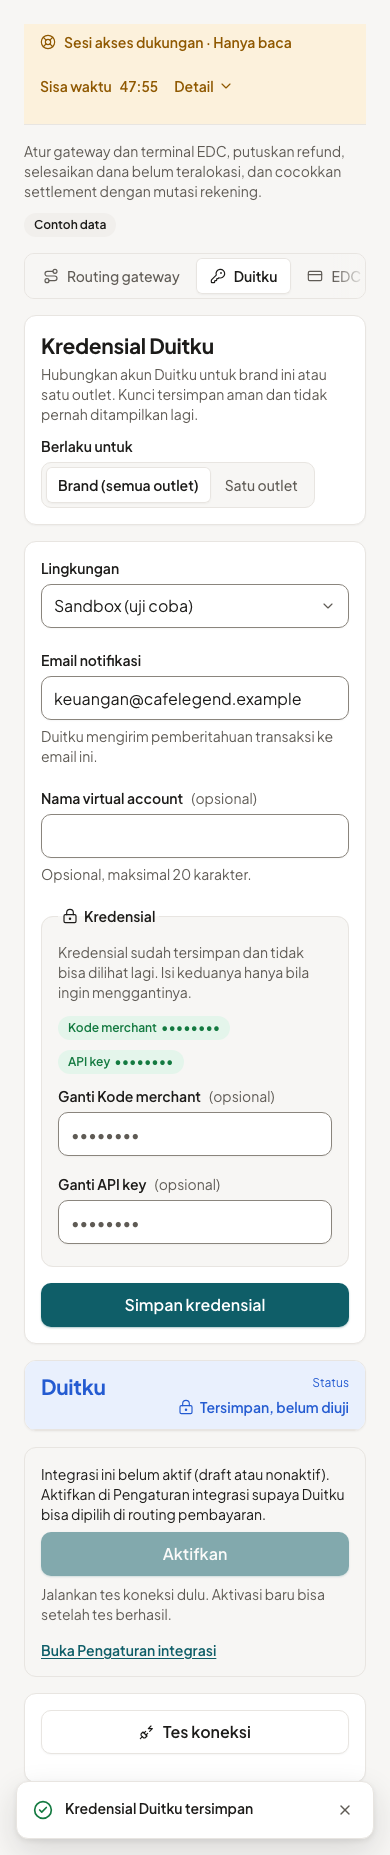 Sesi akses dukungan · Hanya baca
Sisa waktu 47:55 Detail
Atur gateway dan terminal EDC, putuskan refund,
selesaikan dana belum teralokasi, dan cocokkan
settlement dengan mutasi rekening.
Contoh data
Routing gateway Duitku EDC
Kredensial Duitku
Hubungkan akun Duitku untuk brand ini atau
satu outlet. Kunci tersimpan aman dan tidak
pernah ditampilkan lagi.
Berlaku untuk
Brand (semua outlet) Satu outlet
Lingkungan
Sandbox (uji coba)
Email notifikasi
keuangan@cafelegend.example
Duitku mengirim pemberitahuan transaksi ke
email ini.
Nama virtual account (opsional)
Opsional, maksimal 20 karakter.
Kredensial
Kredensial sudah tersimpan dan tidak
bisa dilihat lagi. Isi keduanya hanya bila
ingin menggantinya.
Kode merchant ••••••••
API key ••••••••
Ganti Kode merchant (opsional)
••••••••
Ganti API key (opsional)
••••••••
Simpan kredensial
Duitku
Status
Tersimpan, belum diuji
Integrasi ini belum aktif (draft atau nonaktif).
Aktifkan di Pengaturan integrasi supaya Duitku
bisa dipilih di routing pembayaran.
Aktifkan
Jalankan tes koneksi dulu. Aktivasi baru bisa
setelah tes berhasil.
Buka Pengaturan integrasi
Tes koneksi
Kredensial Duitku tersimpan